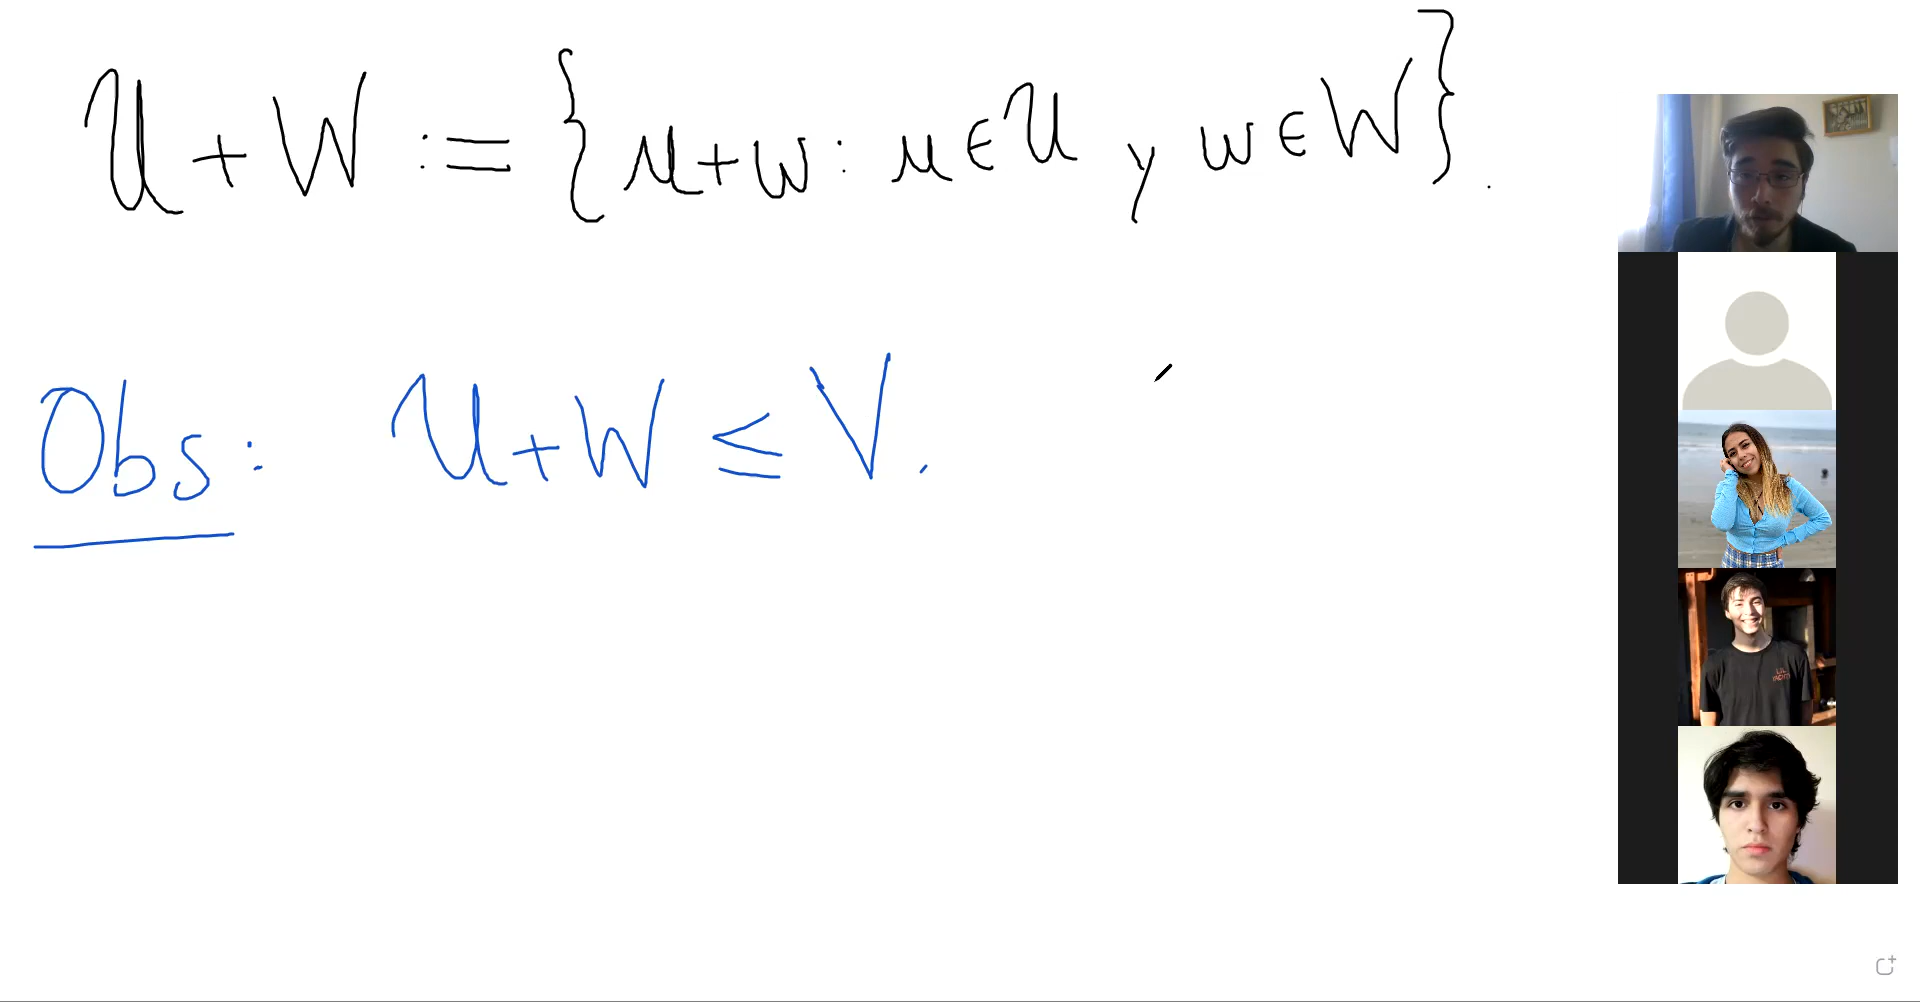 U + W := { u + w : u ∈ U y w ∈ W } .
Obs : U + W ≤ V .